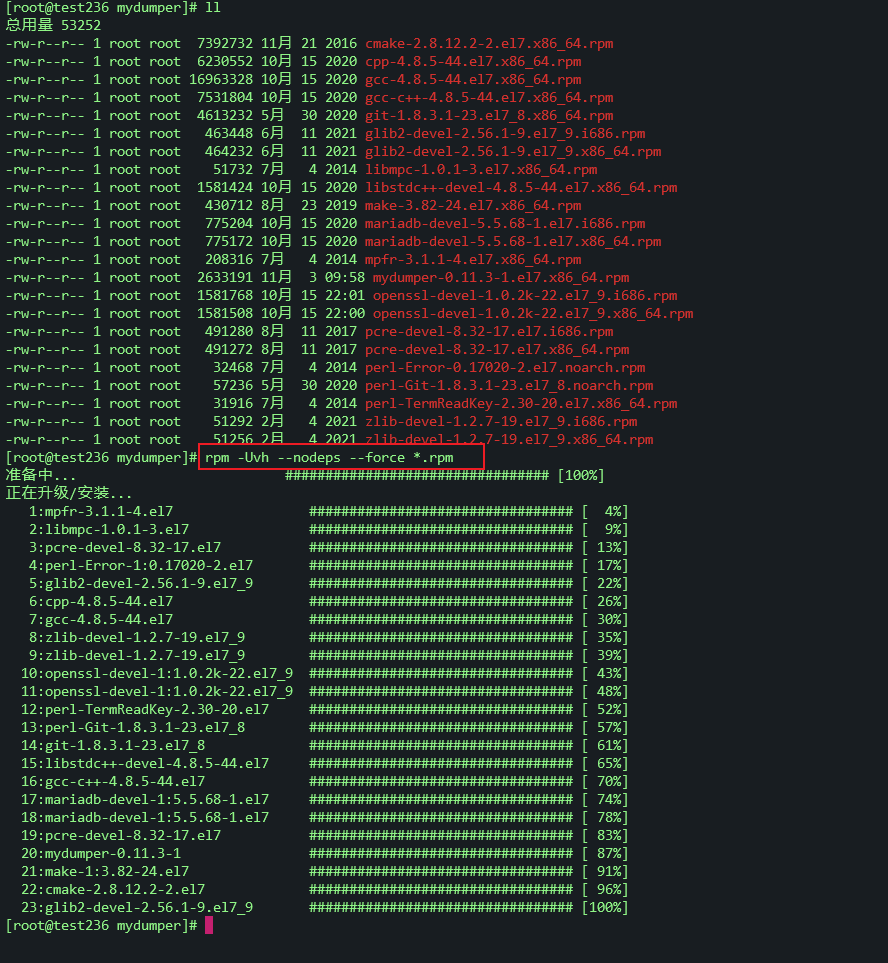 [root@test236 mydumper]# ll
总用量 53252
-rw-r--r-- 1 root root  7392732 11月 21 2016 cmake-2.8.12.2-2.el7.x86_64.rpm
-rw-r--r-- 1 root root  6230552 10月 15 2020 cpp-4.8.5-44.el7.x86_64.rpm
-rw-r--r-- 1 root root 16963328 10月 15 2020 gcc-4.8.5-44.el7.x86_64.rpm
-rw-r--r-- 1 root root  7531804 10月 15 2020 gcc-c++-4.8.5-44.el7.x86_64.rpm
-rw-r--r-- 1 root root  4613232 5月  30 2020 git-1.8.3.1-23.el7_8.x86_64.rpm
-rw-r--r-- 1 root root   463448 6月  11 2021 glib2-devel-2.56.1-9.el7_9.i686.rpm
-rw-r--r-- 1 root root   464232 6月  11 2021 glib2-devel-2.56.1-9.el7_9.x86_64.rpm
-rw-r--r-- 1 root root    51732 7月   4 2014 libmpc-1.0.1-3.el7.x86_64.rpm
-rw-r--r-- 1 root root  1581424 10月 15 2020 libstdc++-devel-4.8.5-44.el7.x86_64.rpm
-rw-r--r-- 1 root root   430712 8月  23 2019 make-3.82-24.el7.x86_64.rpm
-rw-r--r-- 1 root root   775204 10月 15 2020 mariadb-devel-5.5.68-1.el7.i686.rpm
-rw-r--r-- 1 root root   775172 10月 15 2020 mariadb-devel-5.5.68-1.el7.x86_64.rpm
-rw-r--r-- 1 root root   208316 7月   4 2014 mpfr-3.1.1-4.el7.x86_64.rpm
-rw-r--r-- 1 root root  2633191 11月  3 09:58 mydumper-0.11.3-1.el7.x86_64.rpm
-rw-r--r-- 1 root root  1581768 10月 15 22:01 openssl-devel-1.0.2k-22.el7_9.i686.rpm
-rw-r--r-- 1 root root  1581508 10月 15 22:00 openssl-devel-1.0.2k-22.el7_9.x86_64.rpm
-rw-r--r-- 1 root root   491280 8月  11 2017 pcre-devel-8.32-17.el7.i686.rpm
-rw-r--r-- 1 root root   491272 8月  11 2017 pcre-devel-8.32-17.el7.x86_64.rpm
-rw-r--r-- 1 root root    32468 7月   4 2014 perl-Error-0.17020-2.el7.noarch.rpm
-rw-r--r-- 1 root root    57236 5月  30 2020 perl-Git-1.8.3.1-23.el7_8.noarch.rpm
-rw-r--r-- 1 root root    31916 7月   4 2014 perl-TermReadKey-2.30-20.el7.x86_64.rpm
-rw-r--r-- 1 root root    51292 2月   4 2021 zlib-devel-1.2.7-19.el7_9.i686.rpm
-rw-r--r-- 1 root root    51256 2月   4 2021 zlib-devel-1.2.7-19.el7_9.x86_64.rpm
[root@test236 mydumper]# rpm -Uvh --nodeps --force *.rpm
准备中...                          ################################# [100%]
正在升级/安装...
   1:mpfr-3.1.1-4.el7                 ################################# [  4%]
   2:libmpc-1.0.1-3.el7               ################################# [  9%]
   3:pcre-devel-8.32-17.el7           ################################# [ 13%]
   4:perl-Error-1:0.17020-2.el7       ################################# [ 17%]
   5:glib2-devel-2.56.1-9.el7_9       ################################# [ 22%]
   6:cpp-4.8.5-44.el7                 ################################# [ 26%]
   7:gcc-4.8.5-44.el7                 ################################# [ 30%]
   8:zlib-devel-1.2.7-19.el7_9        ################################# [ 35%]
   9:zlib-devel-1.2.7-19.el7_9        ################################# [ 39%]
  10:openssl-devel-1:1.0.2k-22.el7_9  ################################# [ 43%]
  11:openssl-devel-1:1.0.2k-22.el7_9  ################################# [ 48%]
  12:perl-TermReadKey-2.30-20.el7     ################################# [ 52%]
  13:perl-Git-1.8.3.1-23.el7_8        ################################# [ 57%]
  14:git-1.8.3.1-23.el7_8             ################################# [ 61%]
  15:libstdc++-devel-4.8.5-44.el7     ################################# [ 65%]
  16:gcc-c++-4.8.5-44.el7             ################################# [ 70%]
  17:mariadb-devel-1:5.5.68-1.el7     ################################# [ 74%]
  18:mariadb-devel-1:5.5.68-1.el7     ################################# [ 78%]
  19:pcre-devel-8.32-17.el7           ################################# [ 83%]
  20:mydumper-0.11.3-1                ################################# [ 87%]
  21:make-1:3.82-24.el7               ################################# [ 91%]
  22:cmake-2.8.12.2-2.el7             ################################# [ 96%]
  23:glib2-devel-2.56.1-9.el7_9       ################################# [100%]
[root@test236 mydumper]#